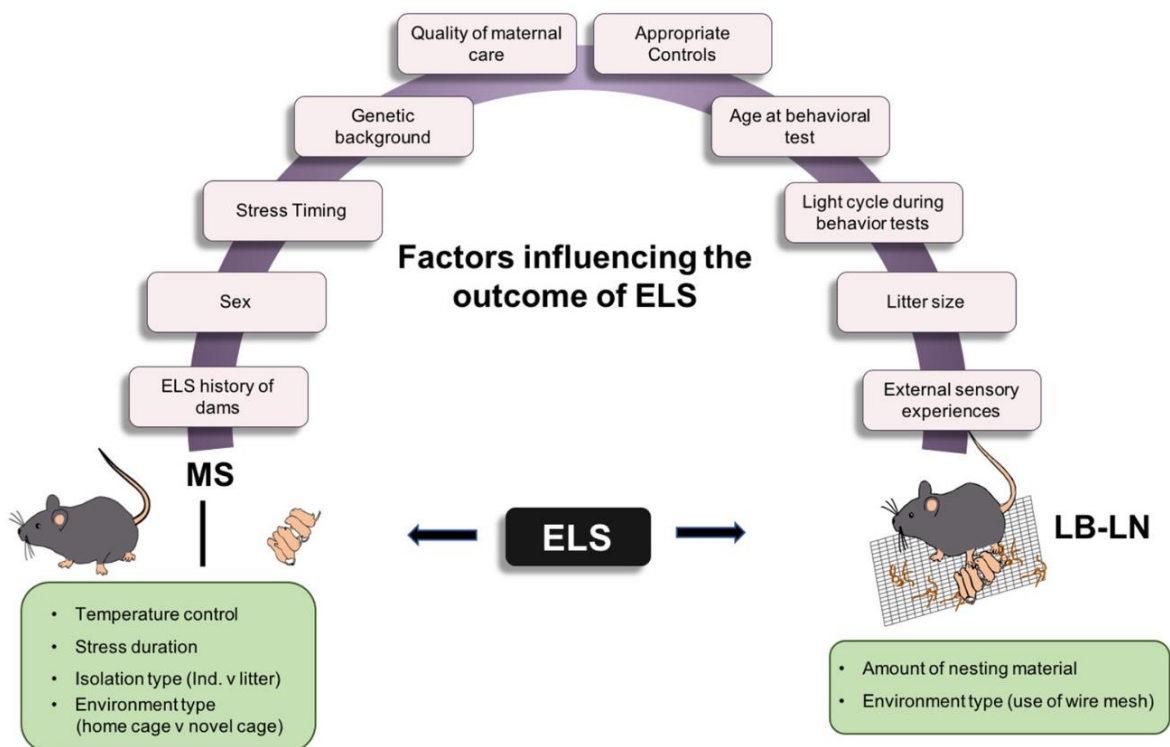 Quality of maternal
care
Appropriate
Controls
Genetic
background
Age at behavioral
test
Stress Timing
Light cycle during
behavior tests
Factors influencing the
outcome of ELS
Sex
Litter size
ELS history of
dams
External sensory
experiences
MS
ELS
LB-LN
• Temperature control
• Stress duration
• Isolation type (Ind. v litter)
• Environment type
(home cage v novel cage)
• Amount of nesting material
• Environment type (use of wire mesh)